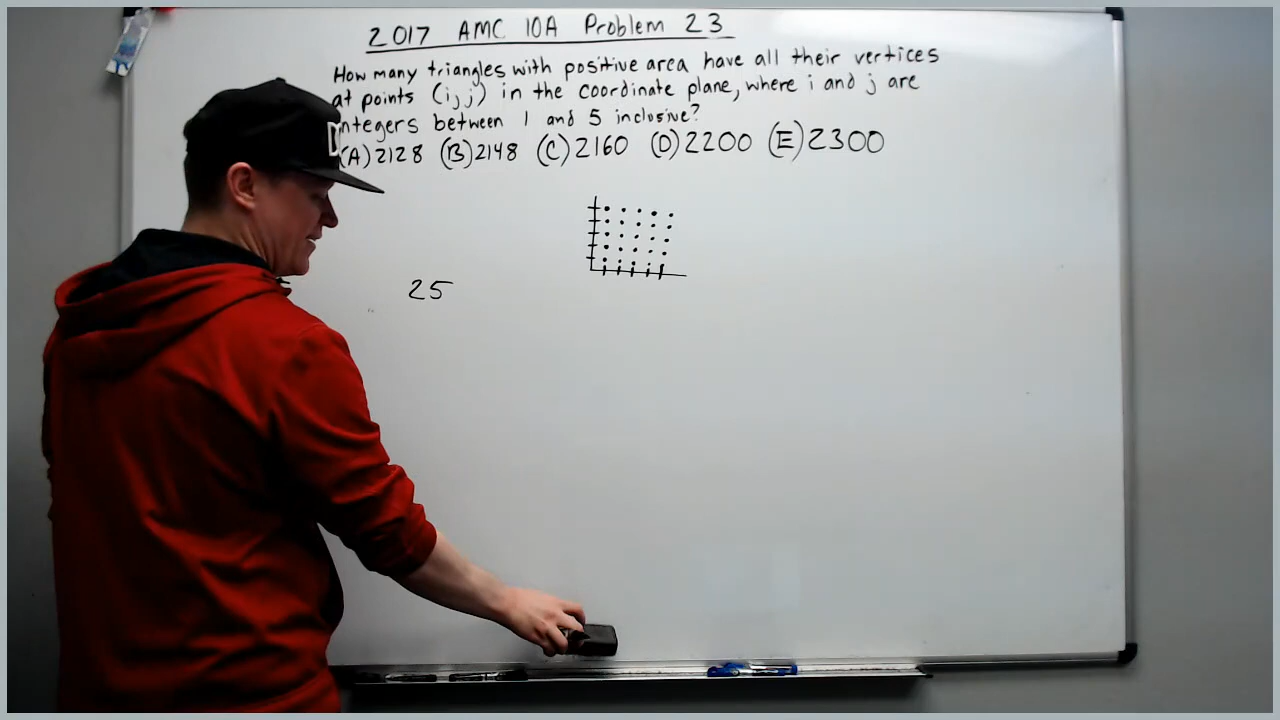 2017 AMC 10A Problem 23
How many triangles with positive area have all their vertices
at points (i,j) in the coordinate plane, where i and j are
integers between 1 and 5 inclusive?
(A) 2128 (B) 2148 (C) 2160 (D) 2200 (E) 2300
25